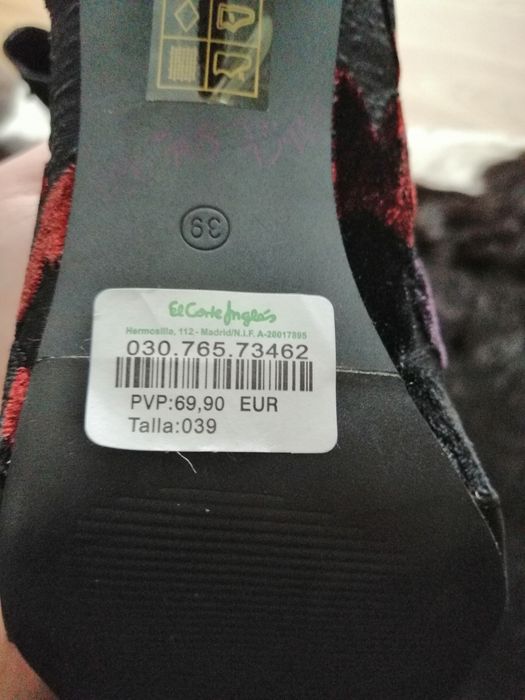 39
El Corte Inglés
Hermosilla, 112 - Madrid/N.I.F. A-28017895
030.765.73462
PVP:69,90 EUR
Talla:039